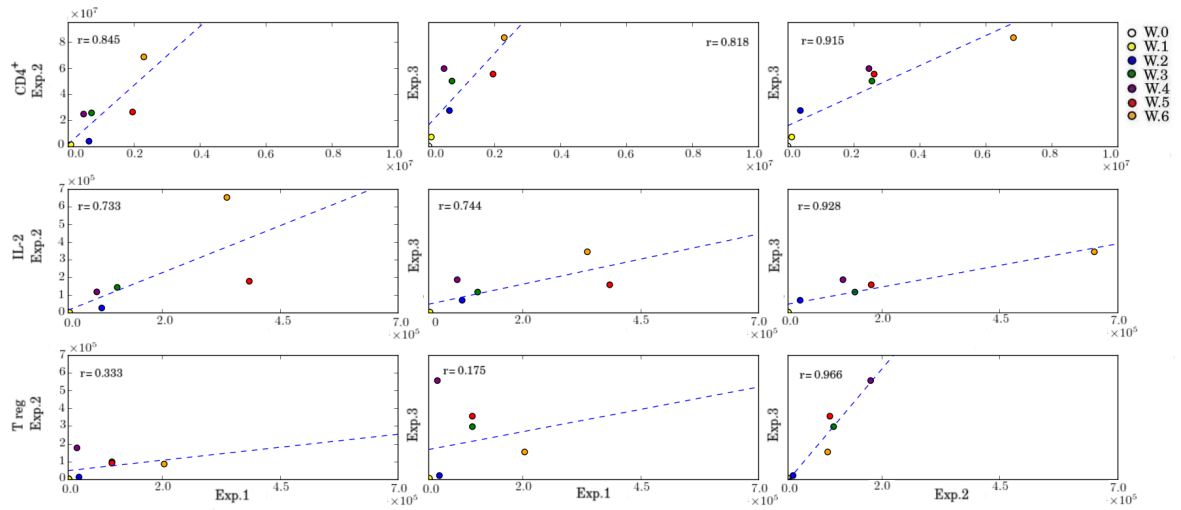 ×10⁷
r= 0.845
r= 0.818
r= 0.915
CD4⁺
Exp.2
Exp.3
Exp.3
8
6
4
2
0
0.0 0.2 0.4 0.6 0.8 1.0
×10⁷
0.0 0.2 0.4 0.6 0.8 1.0
×10⁷
0.0 0.2 0.4 0.6 0.8 1.0
×10⁷
W.0
W.1
W.2
W.3
W.4
W.5
W.6
×10⁵
r= 0.733
r= 0.744
r= 0.928
IL-2
Exp.2
Exp.3
Exp.3
7
6
5
4
3
2
1
0
0.0 2.0 4.5 7.0
×10⁵
0.0 2.0 4.5 7.0
×10⁵
0.0 2.0 4.5 7.0
×10⁵
×10⁵
r= 0.333
r= 0.175
r= 0.966
T reg
Exp.2
Exp.3
Exp.3
7
6
5
4
3
2
1
0
0.0 2.0 4.5 7.0
×10⁵
0.0 2.0 4.5 7.0
×10⁵
0.0 2.0 4.5 7.0
×10⁵
Exp.1
Exp.1
Exp.2